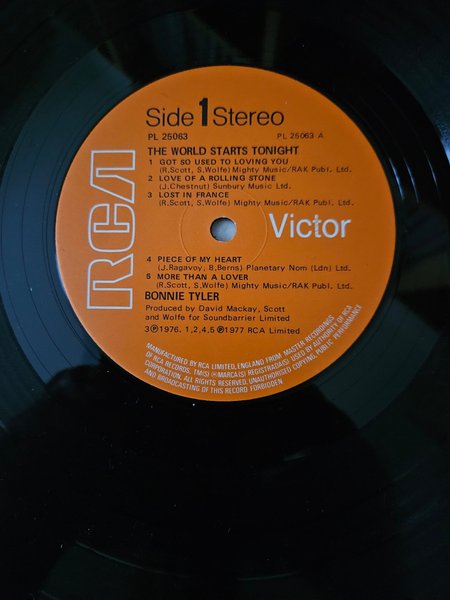 Side 1 Stereo
PL 25063 PL 25063 A
THE WORLD STARTS TONIGHT
1 GOT SO USED TO LOVING YOU
(R.Scott, S.Wolfe) Mighty Music/RAK Publ. Ltd.
2 LOVE OF A ROLLING STONE
(J.Chestnut) Sunbury Music Ltd.
3 LOST IN FRANCE
(R.Scott, S.Wolfe) Mighty Music/RAK Publ. Ltd.
RCA Victor
4 PIECE OF MY HEART
(J.Ragavoy, B.Berns) Planetary Nom (Ldn) Ltd.
5 MORE THAN A LOVER
(R.Scott, S.Wolfe) Mighty Music/RAK Publ. Ltd.
BONNIE TYLER
Produced by David Mackay, Scott
and Wolfe for Soundbarrier Limited
3 ℗ 1976. 1,2,4,5 ℗ 1977 RCA Limited
MANUFACTURED BY RCA LIMITED, ENGLAND FROM MASTER RECORDINGS
OF RCA RECORDS. TM(S) ® MARCA(S) REGISTRADA(S) USED BY AUTHORITY OF RCA
CORPORATION. ALL RIGHTS RESERVED. UNAUTHORISED COPYING, PUBLIC PERFORMANCE
AND BROADCASTING OF THIS RECORD FORBIDDEN